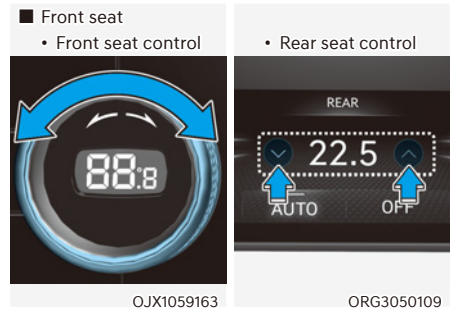 ■ Front seat
• Front seat control
88.8
OJX1059163
• Rear seat control
REAR
22.5
AUTO OFF
ORG3050109